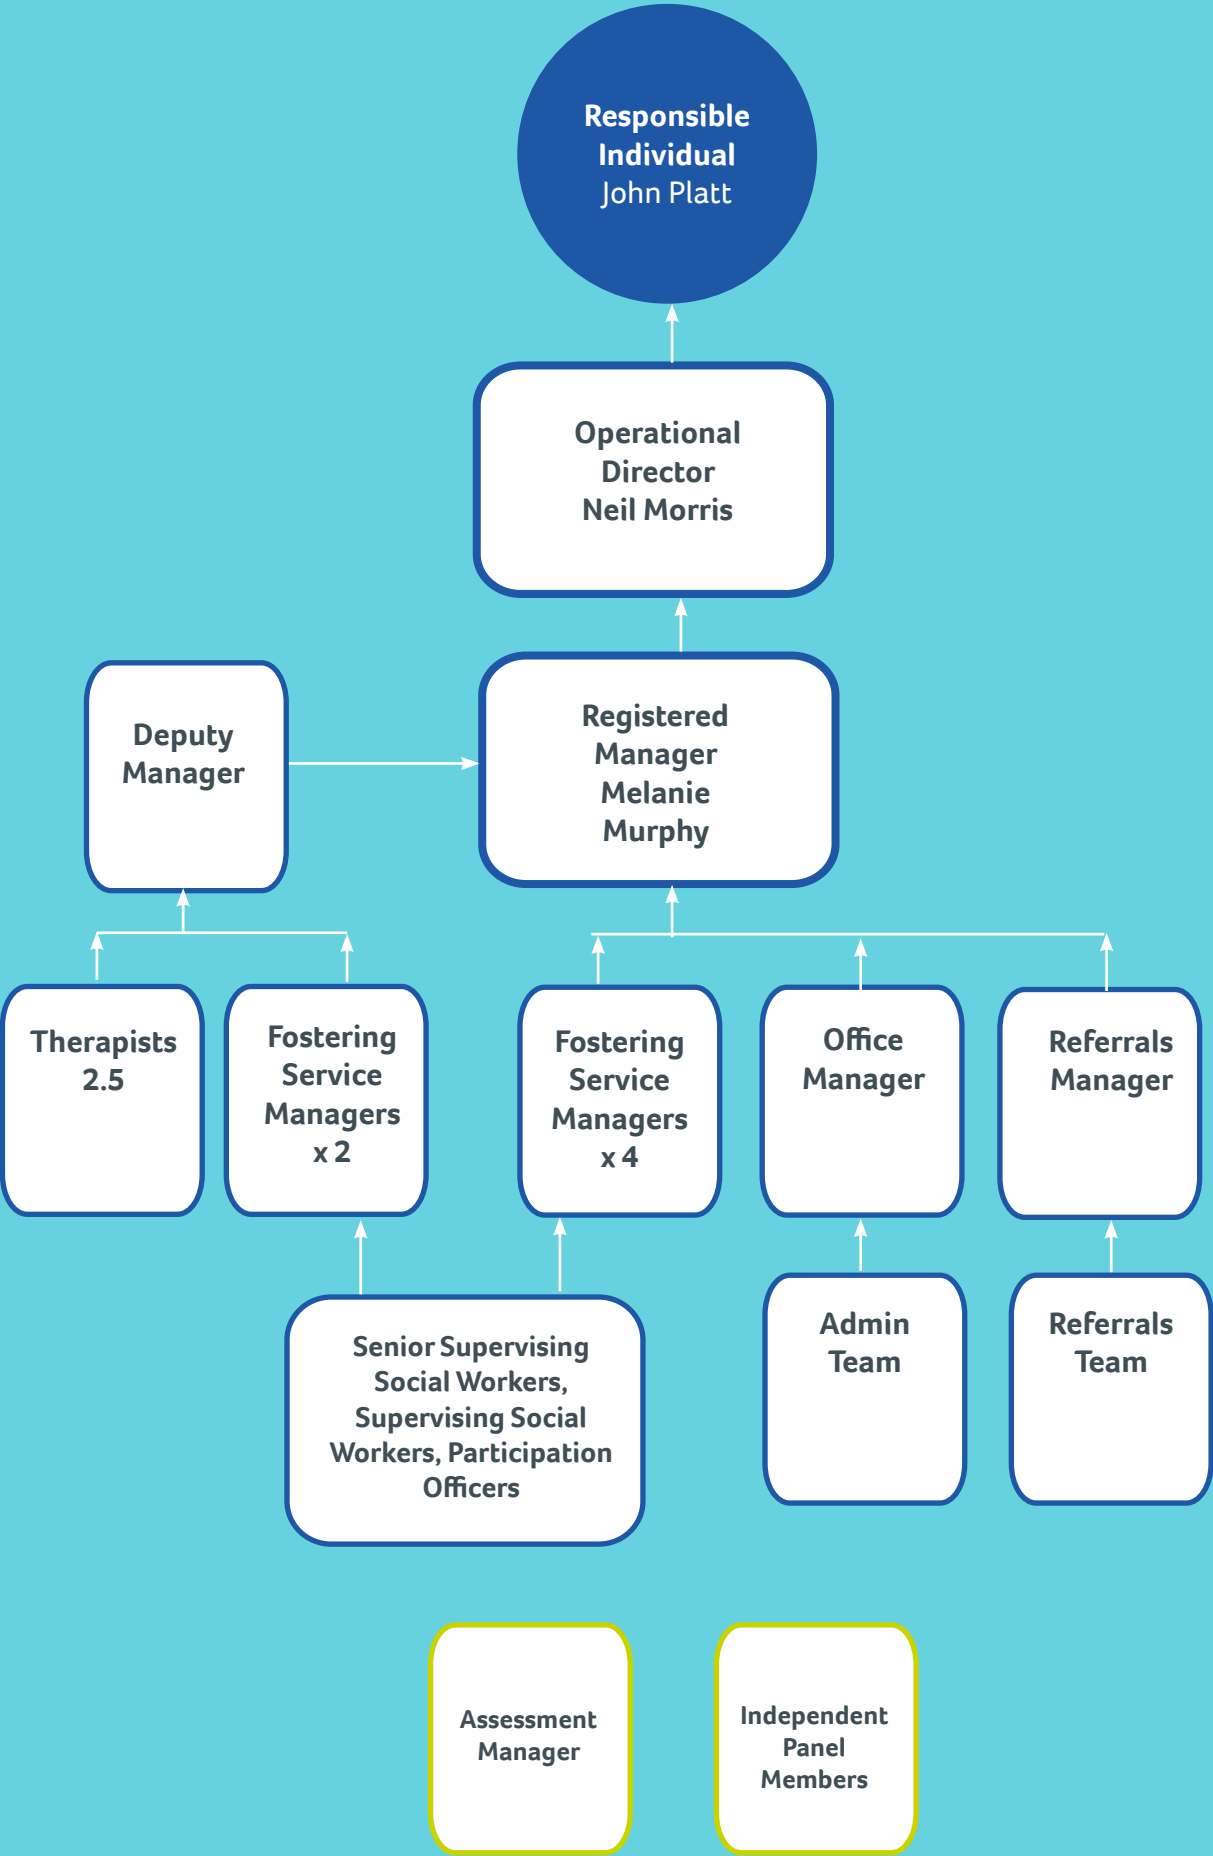 Responsible
Individual
John Platt
Operational
Director
Neil Morris
Deputy
Manager
Registered
Manager
Melanie
Murphy
Therapists
2.5
Fostering
Service
Managers
x 2
Fostering
Service
Managers
x 4
Office
Manager
Referrals
Manager
Senior Supervising
Social Workers,
Supervising Social
Workers, Participation
Officers
Admin
Team
Referrals
Team
Assessment
Manager
Independent
Panel
Members